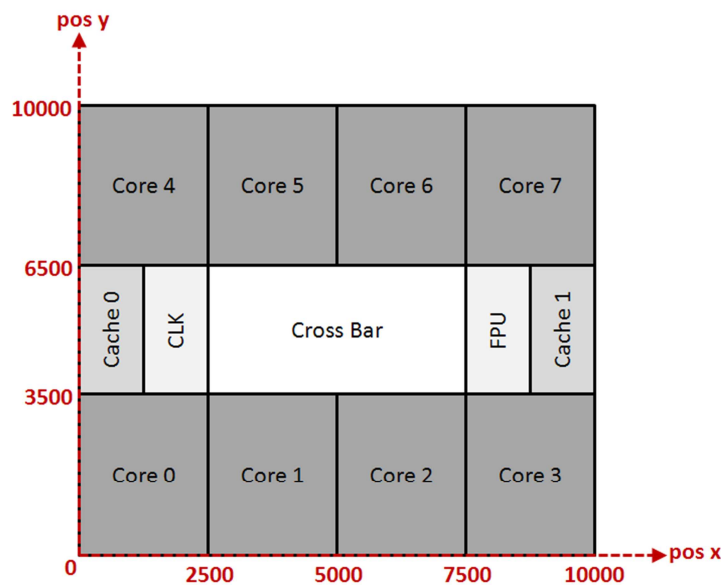 pos y
10000
Core 4 Core 5 Core 6 Core 7
6500
Cache 0 CLK Cross Bar FPU Cache 1
3500
Core 0 Core 1 Core 2 Core 3
pos x
0 2500 5000 7500 10000